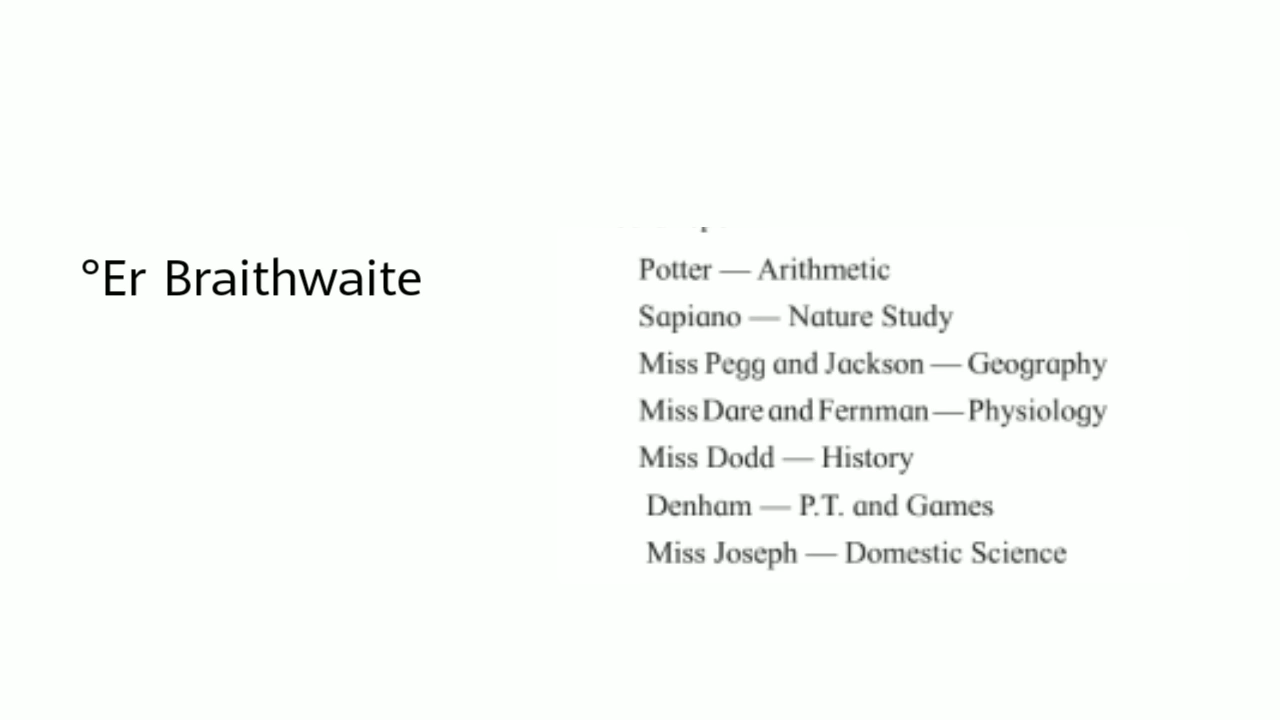 °Er Braithwaite
Potter — Arithmetic
Sapiano — Nature Study
Miss Pegg and Jackson — Geography
Miss Dare and Fernman — Physiology
Miss Dodd — History
Denham — P.T. and Games
Miss Joseph — Domestic Science